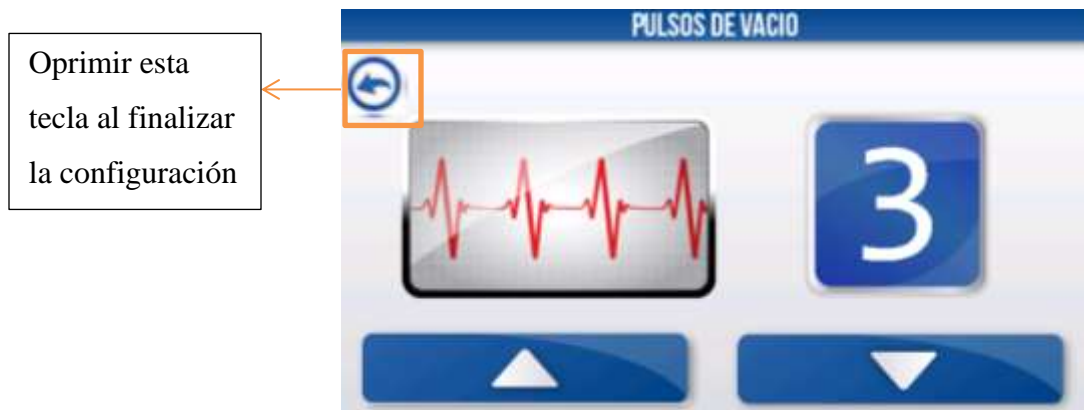 PULSOS DE VACIO
Oprimir esta
tecla al finalizar
la configuración
3